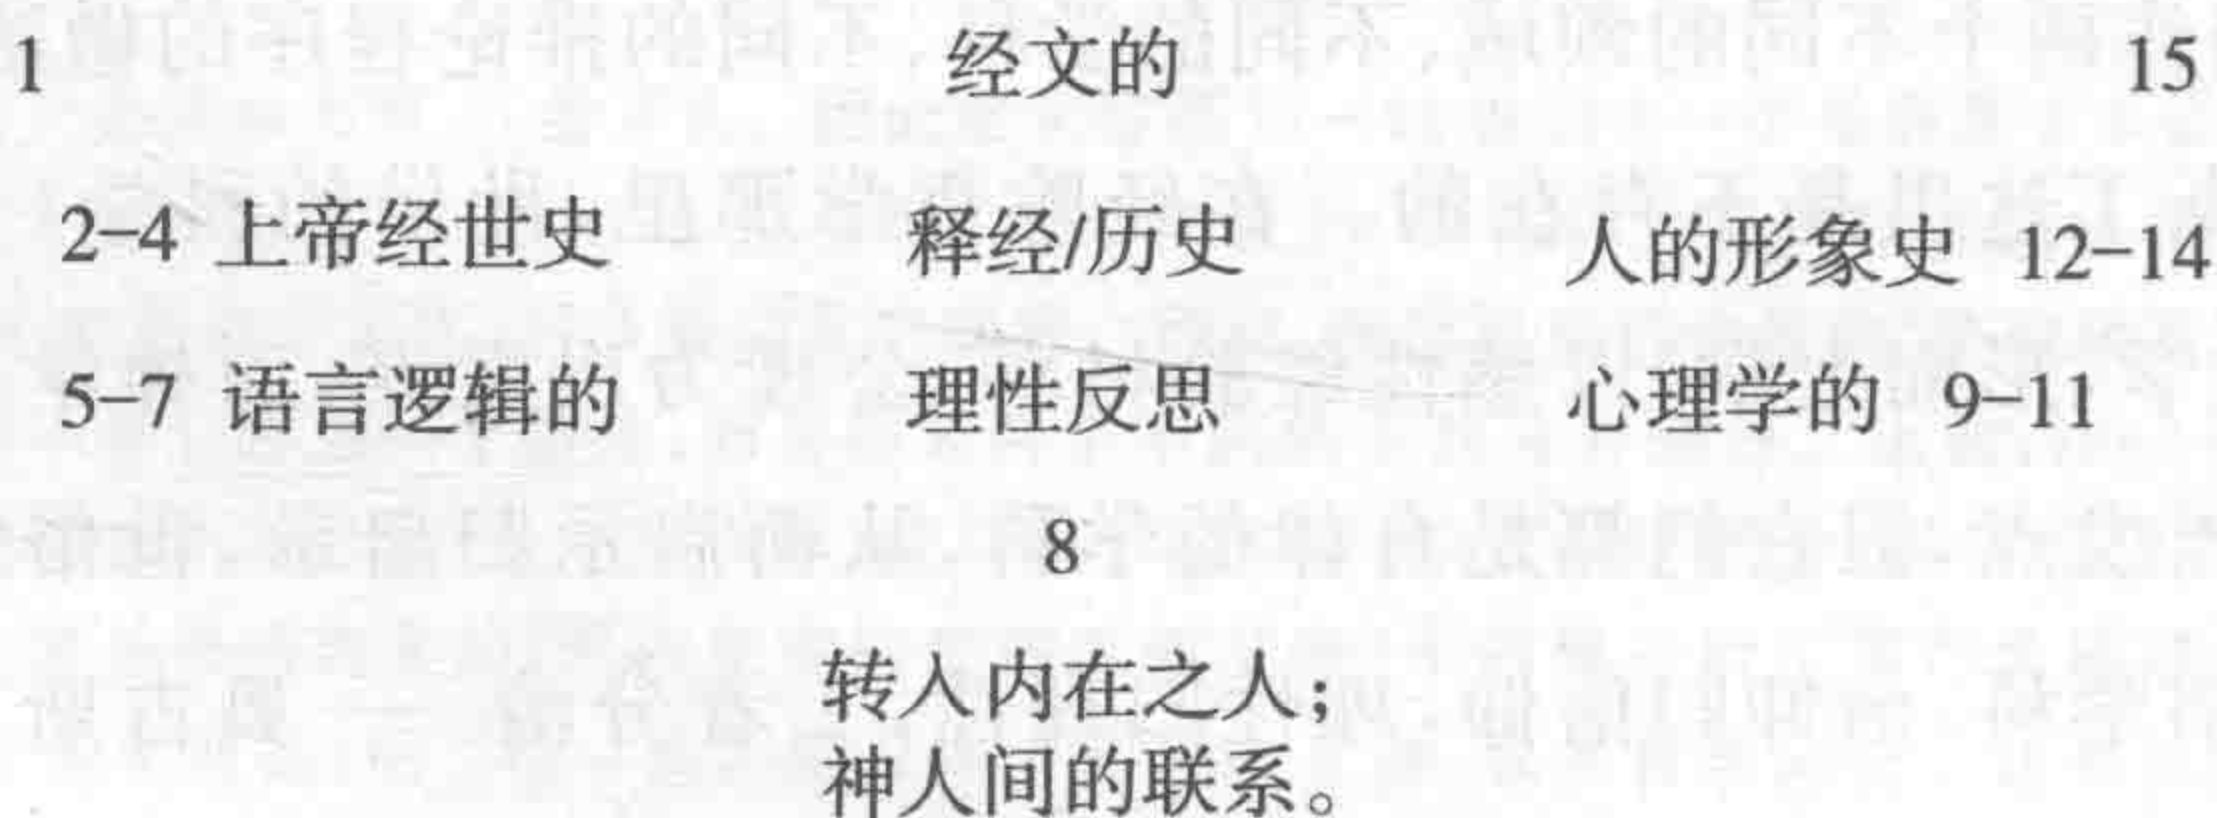 1 经文的 15
2-4 上帝经世史 释经/历史 人的形象史 12-14
5-7 语言逻辑的 理性反思 心理学的 9-11
8
转入内在之人；
神人间的联系。